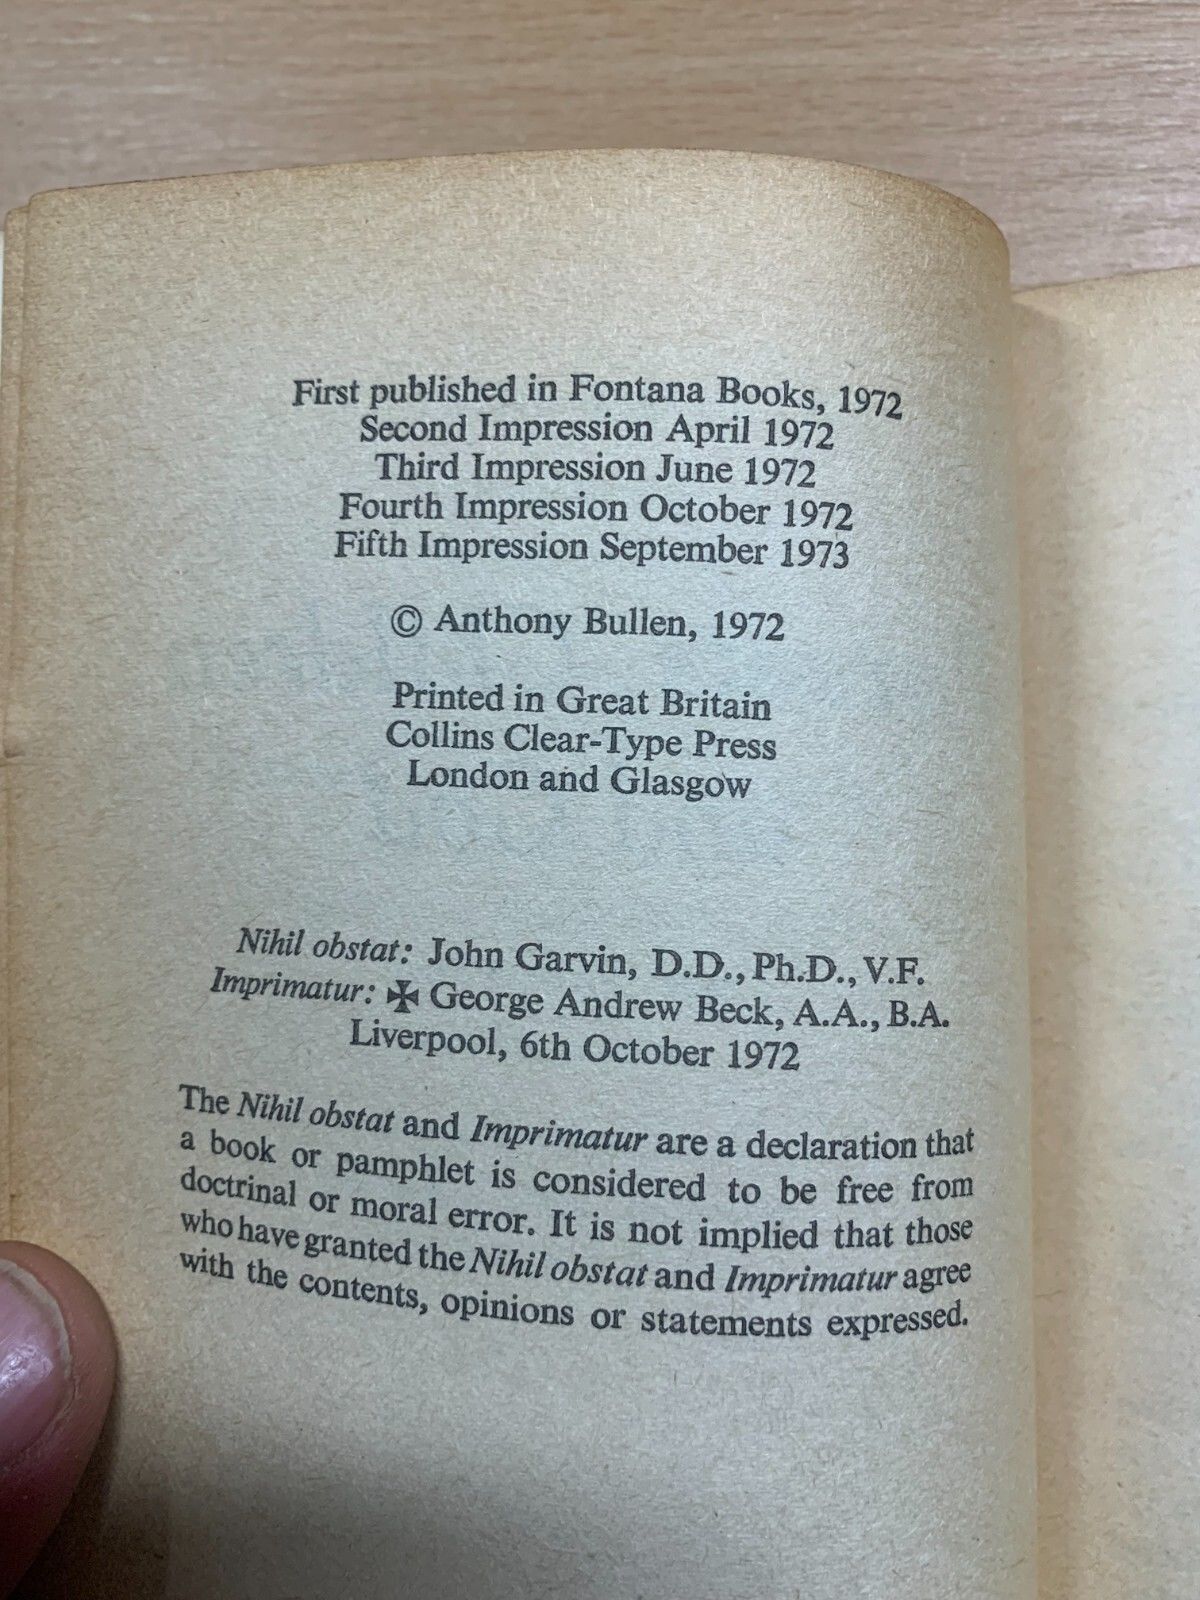 First published in Fontana Books, 1972
Second Impression April 1972
Third Impression June 1972
Fourth Impression October 1972
Fifth Impression September 1973
© Anthony Bullen, 1972
Printed in Great Britain
Collins Clear-Type Press
London and Glasgow
Nihil obstat: John Garvin, D.D., Ph.D., V.F.
Imprimatur: ✠ George Andrew Beck, A.A., B.A.
Liverpool, 6th October 1972
The Nihil obstat and Imprimatur are a declaration that
a book or pamphlet is considered to be free from
doctrinal or moral error. It is not implied that those
who have granted the Nihil obstat and Imprimatur agree
with the contents, opinions or statements expressed.